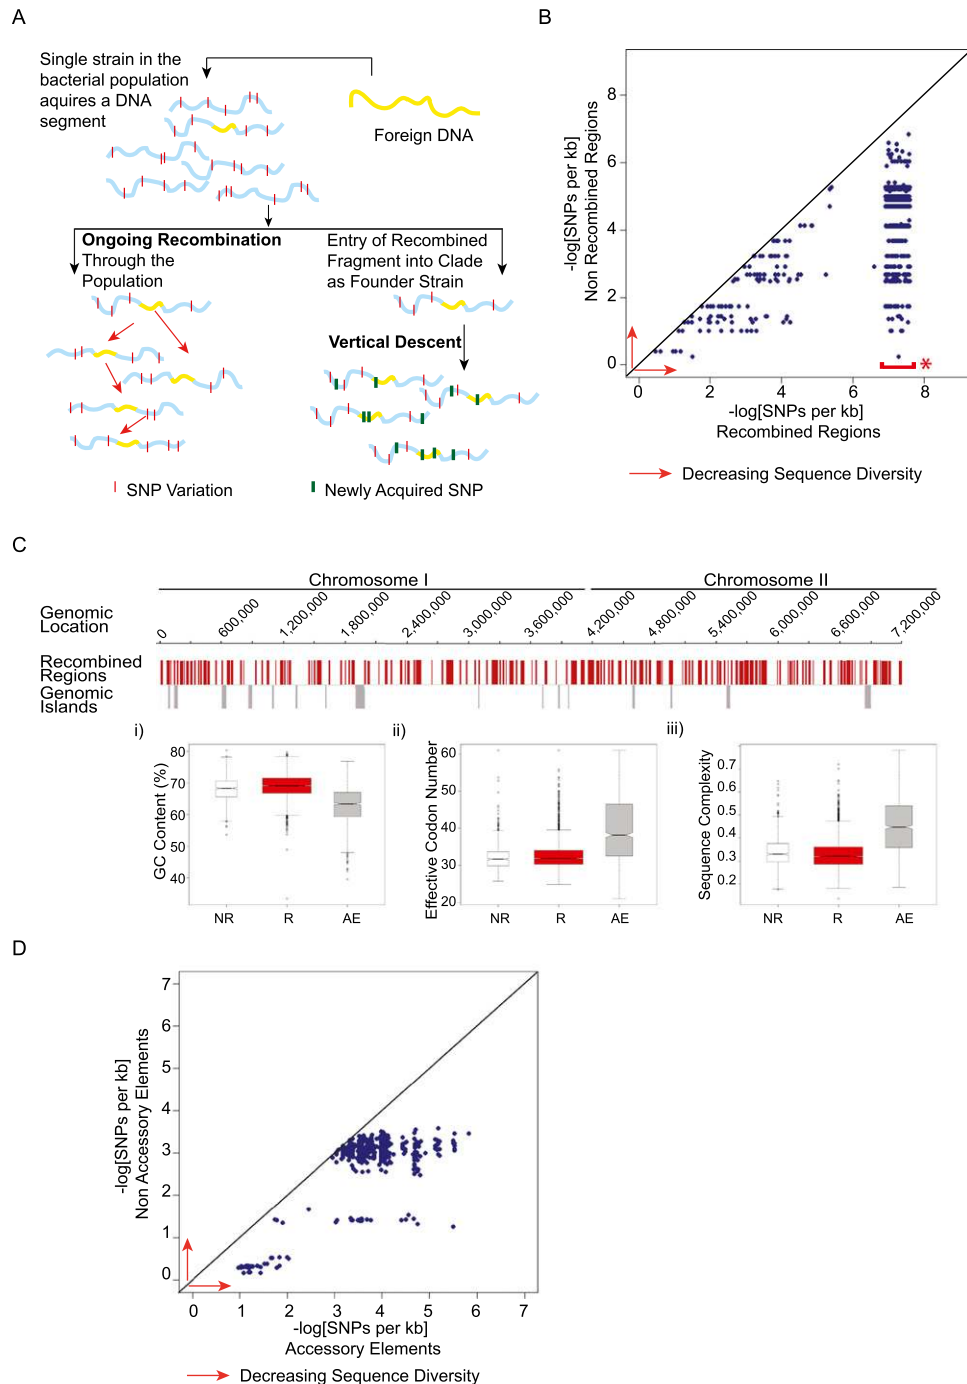 A
Single strain in the
bacterial population
aquires a DNA
segment
Foreign DNA
Ongoing Recombination
Through the
Population
Entry of Recombined
Fragment into Clade
as Founder Strain
Vertical Descent
SNP Variation
Newly Acquired SNP
B
-log[SNPs per kb]
Non Recombined Regions
8
6
4
2
0
0 2 4 6 8
*
-log[SNPs per kb]
Recombined Regions
Decreasing Sequence Diversity
C
Chromosome I
Chromosome II
Genomic
Location
0 600,000 1,200,000 1,800,000 2,400,000 3,000,000 3,600,000 4,200,000 4,800,000 5,400,000 6,000,000 6,600,000 7,200,000
Recombined
Regions
Genomic
Islands
i)
GC Content (%)
80
70
60
50
40
NR R AE
ii)
Effective Codon Number
60
50
40
30
20
NR R AE
iii)
Sequence Complexity
0.7
0.6
0.5
0.4
0.3
0.2
NR R AE
D
-log[SNPs per kb]
Non Accessory Elements
7
6
5
4
3
2
1
0
0 1 2 3 4 5 6 7
-log[SNPs per kb]
Accessory Elements
Decreasing Sequence Diversity